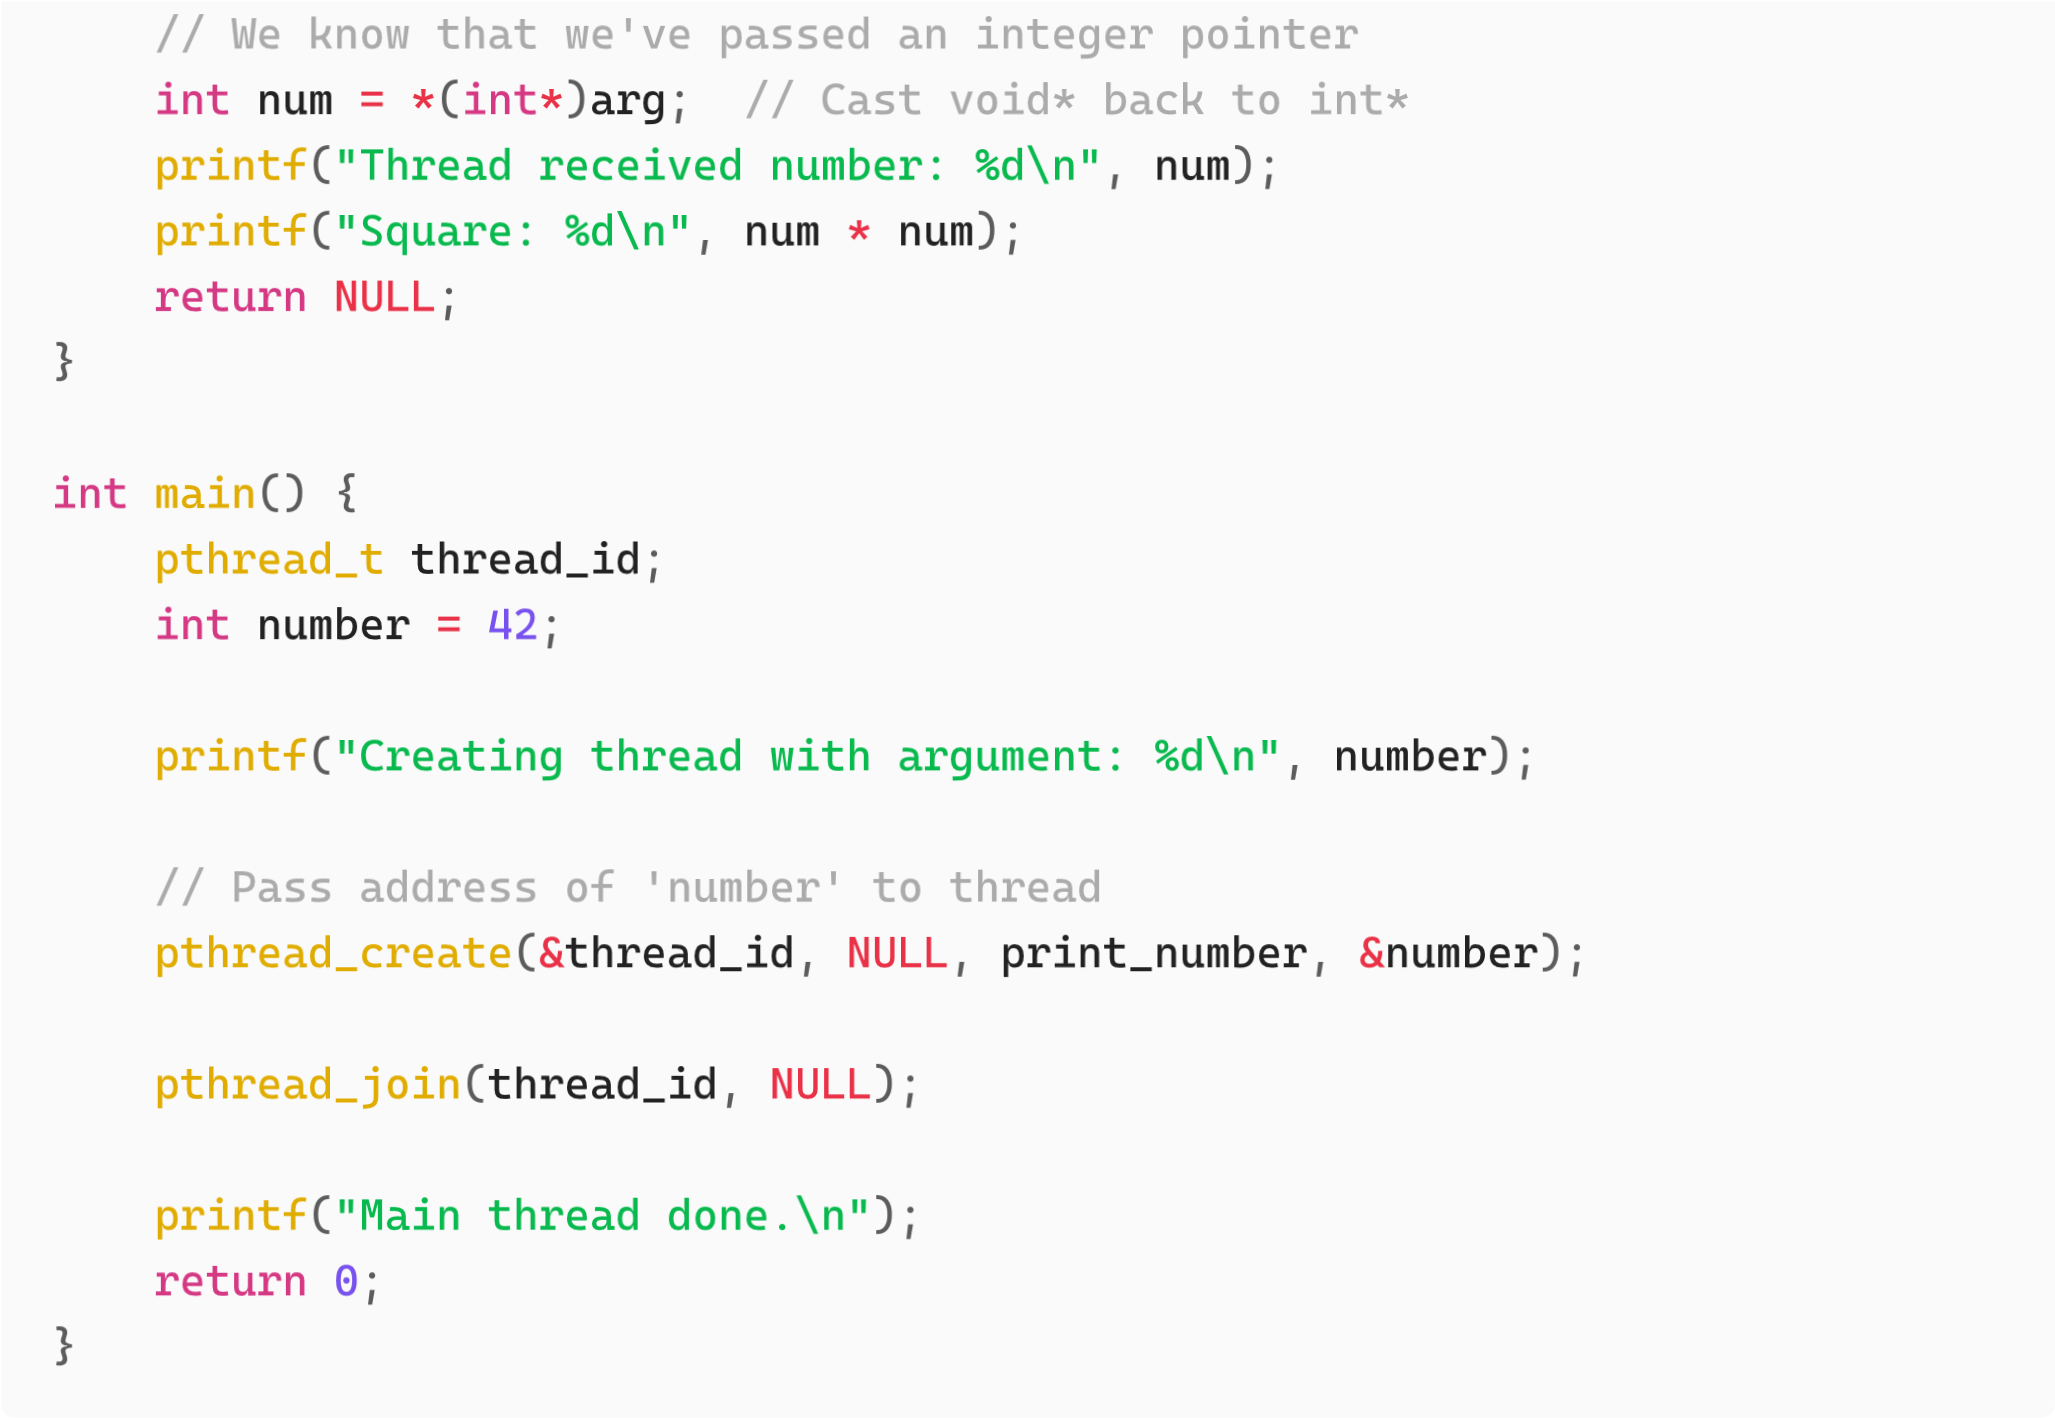 // We know that we've passed an integer pointer
int num = *(int*)arg;  // Cast void* back to int*
printf("Thread received number: %d\n", num);
printf("Square: %d\n", num * num);
return NULL;
}
int main() {
pthread_t thread_id;
int number = 42;
printf("Creating thread with argument: %d\n", number);
// Pass address of 'number' to thread
pthread_create(&thread_id, NULL, print_number, &number);
pthread_join(thread_id, NULL);
printf("Main thread done.\n");
return 0;
}